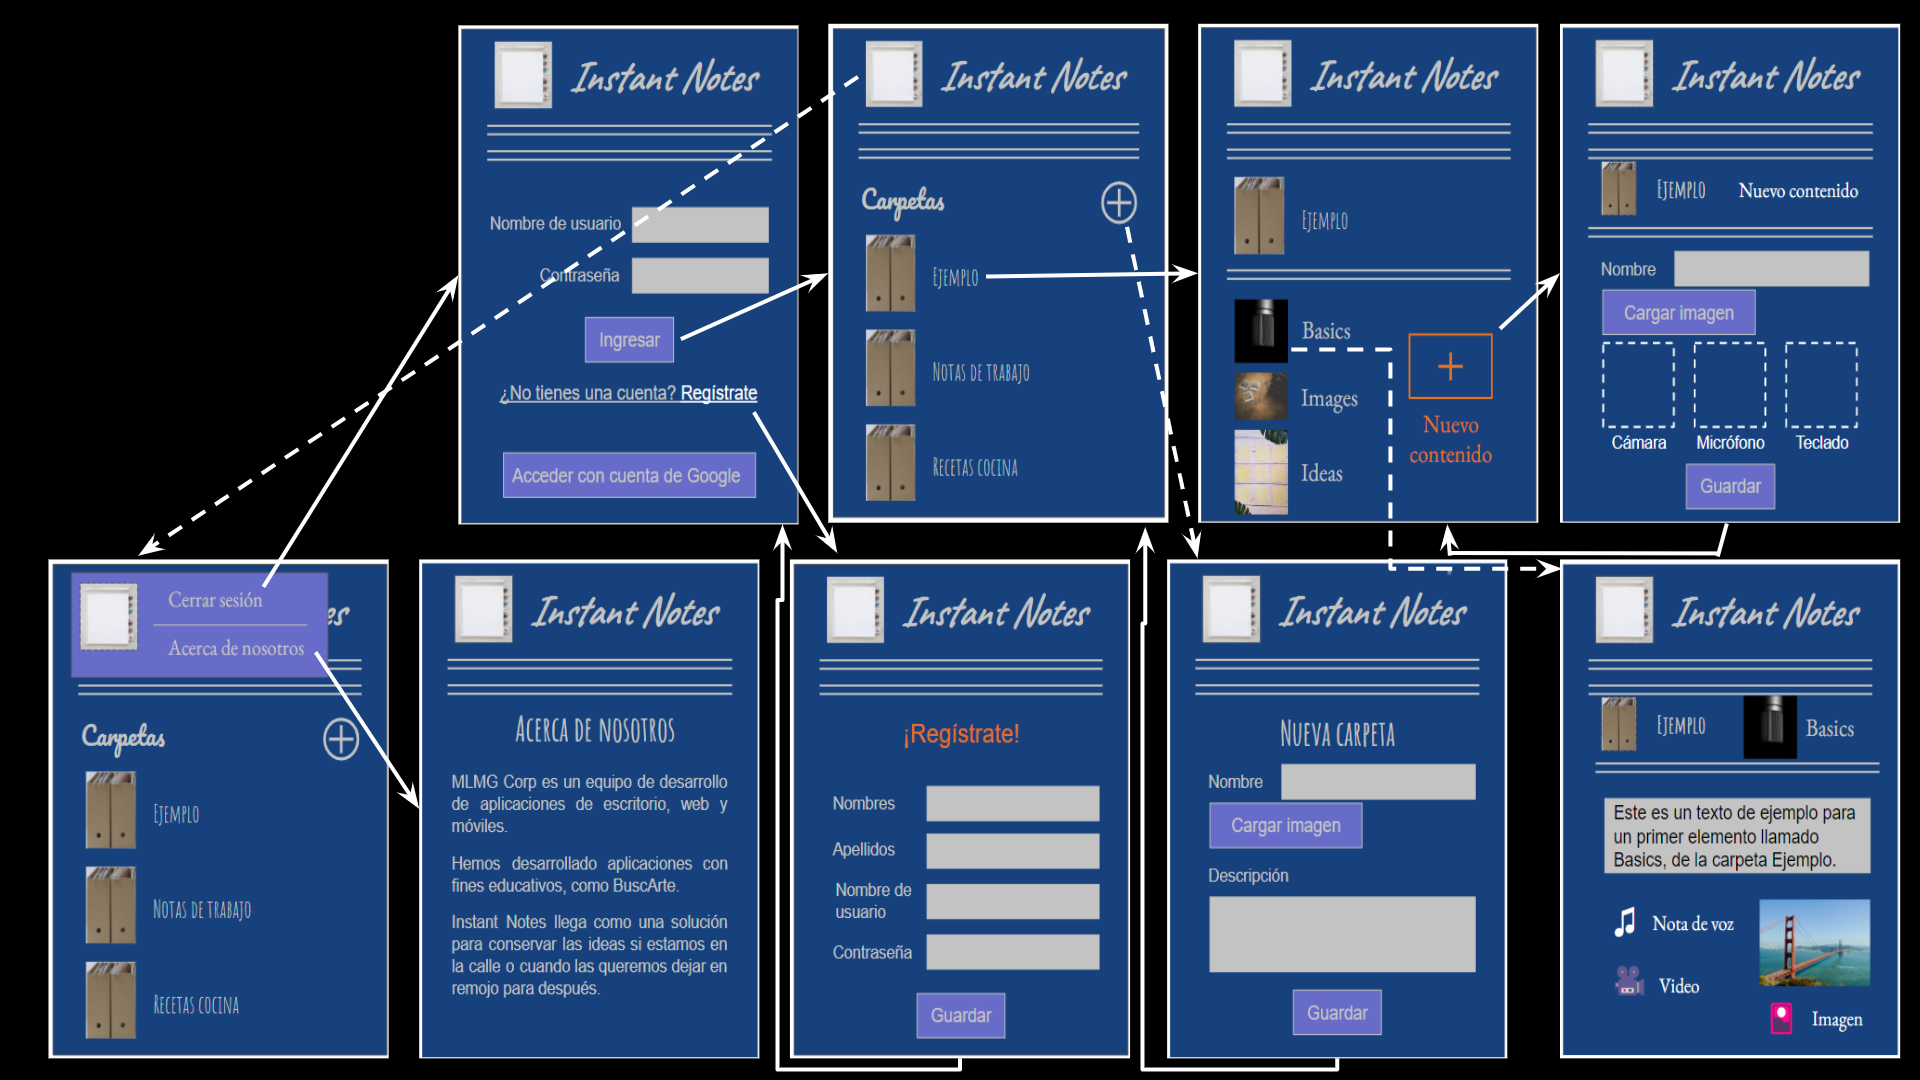 Instant Notes
Nombre de usuario
Contraseña
Ingresar
¿No tienes una cuenta? Regístrate
Acceder con cuenta de Google
Instant Notes
Carpetas
Ejemplo
Notas de trabajo
Recetas cocina
Instant Notes
Ejemplo
Basics
Images
Ideas
Nuevo
contenido
Instant Notes
Ejemplo Nuevo contenido
Nombre
Cargar imagen
Cámara Micrófono Teclado
Guardar
Cerrar sesión
es
Acerca de nosotros
Carpetas
Ejemplo
Notas de trabajo
Recetas cocina
Instant Notes
Acerca de nosotros
MLMG Corp es un equipo de desarrollo
de aplicaciones de escritorio, web y
móviles.
Hemos desarrollado aplicaciones con
fines educativos, como BuscArte.
Instant Notes llega como una solución
para conservar las ideas si estamos en
la calle o cuando las queremos dejar en
remojo para después.
Instant Notes
¡Regístrate!
Nombres
Apellidos
Nombre de
usuario
Contraseña
Guardar
Instant Notes
Nueva carpeta
Nombre
Cargar imagen
Descripción
Guardar
Instant Notes
Ejemplo Basics
Este es un texto de ejemplo para
un primer elemento llamado
Basics, de la carpeta Ejemplo.
Nota de voz
Video
Imagen